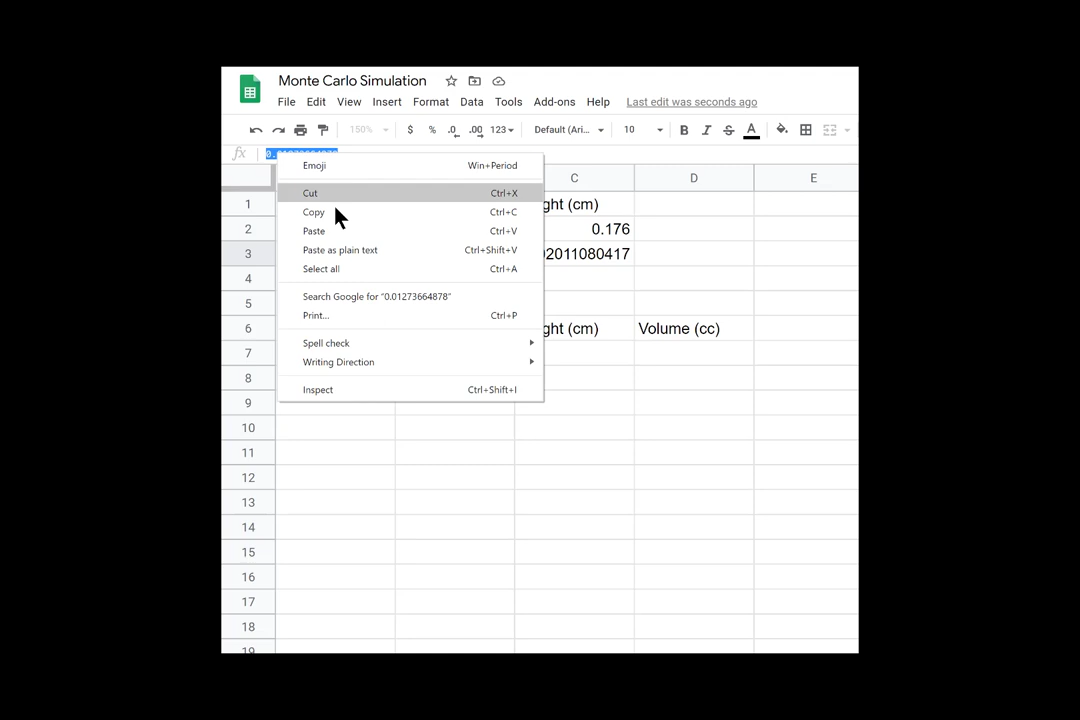 Monte Carlo Simulation
File Edit View Insert Format Data Tools Add-ons Help Last edit was seconds ago
150% $ % .0 .00 123 Default (Ari... 10 B I S A
fx
Emoji Win+Period
Cut Ctrl+X
Copy Ctrl+C
Paste Ctrl+V
Paste as plain text Ctrl+Shift+V
Select all Ctrl+A
Search Google for "0.01273664878"
Print... Ctrl+P
Spell check
Writing Direction
Inspect Ctrl+Shift+I
C D E
1 ght (cm)
2 0.176
3 02011080417
4
5
6 ght (cm) Volume (cc)
7
8
9
10
11
12
13
14
15
16
17
18
19